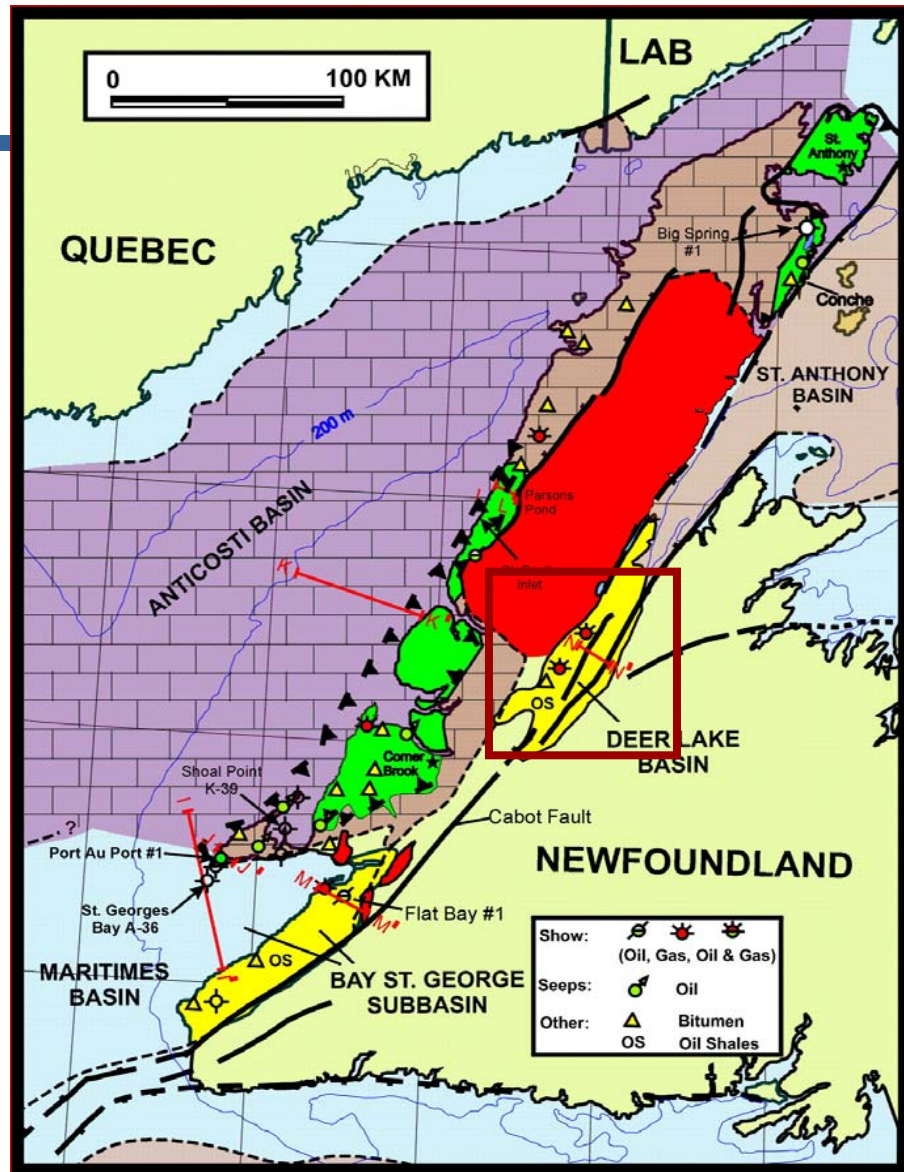 0 100 KM
LAB
QUEBEC
St.
Anthony
Big Spring
#1
Conche
ST. ANTHONY
BASIN
200 m
ANTICOSTI BASIN
Parsons
Pond
L
Inlet
K
K"
N
N"
OS
DEER LAKE
BASIN
Corner
Brook
Shoal Point
K-39
Cabot Fault
?
I
Port Au Port #1
J
J"
NEWFOUNDLAND
St. Georges
Bay A-36
M
M"
Flat Bay #1
OS
MARITIMES
BASIN
BAY ST. GEORGE
SUBBASIN
Show:
(Oil, Gas, Oil & Gas)
Seeps: Oil
Other: Bitumen
OS Oil Shales